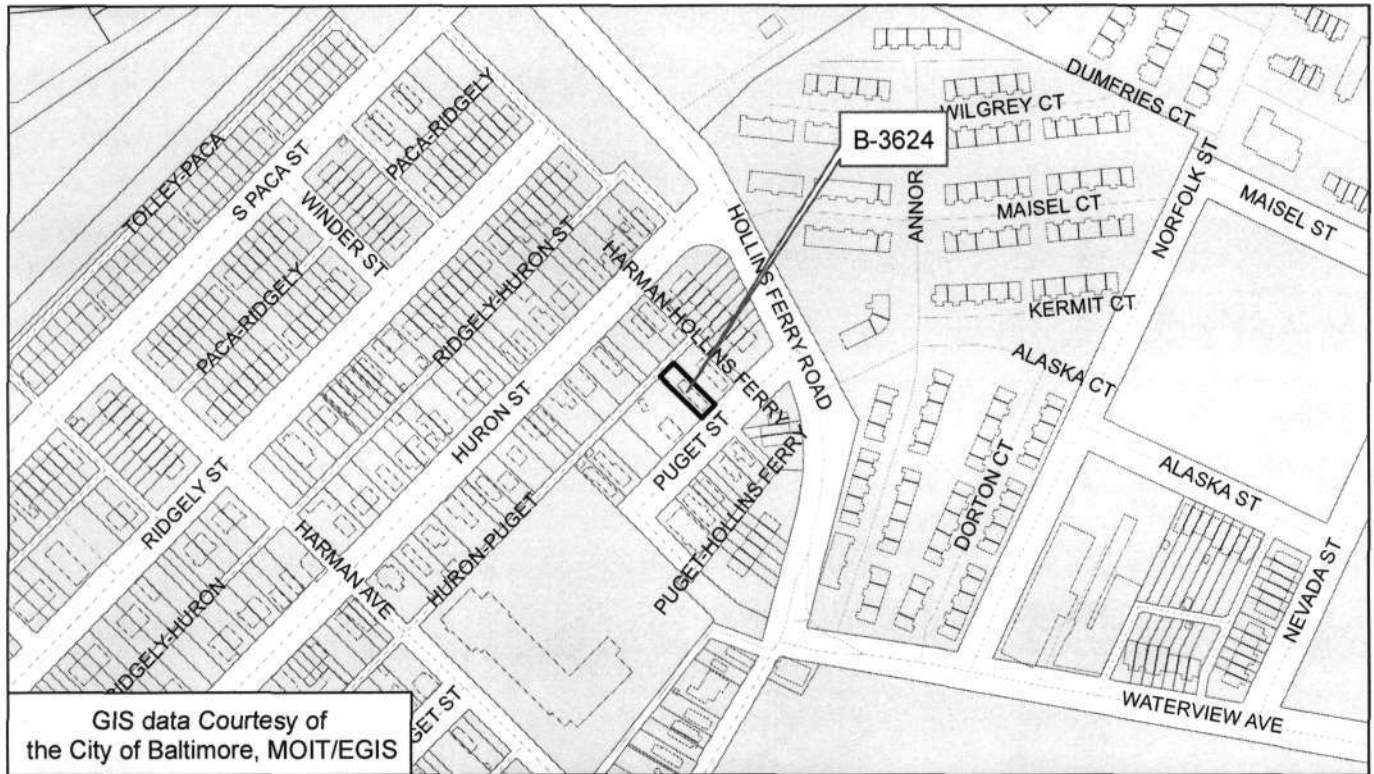 DUMFRIES CT
WILGREY CT
PACA-RIDGELY
B-3624
TOLLEY-PACA
S PACA ST
WINDER ST
ANNOR
NORFOLK ST
MAISEL CT
MAISEL ST
HOLLINS FERRY ROAD
RIDGELY-HURON ST
HARMAN-HOLLINS FERRY
PACA-RIDGELY
KERMIT CT
ALASKA CT
HURON ST
PUGET ST
RIDGELY ST
ALASKA ST
DORTON CT
HARMAN AVE
HURON-PUGET
PUGET-HOLLINS FERRY
NEVADA ST
RIDGELY-HURON
WATERVIEW AVE
GET ST
GIS data Courtesy of
the City of Baltimore, MOIT/EGIS